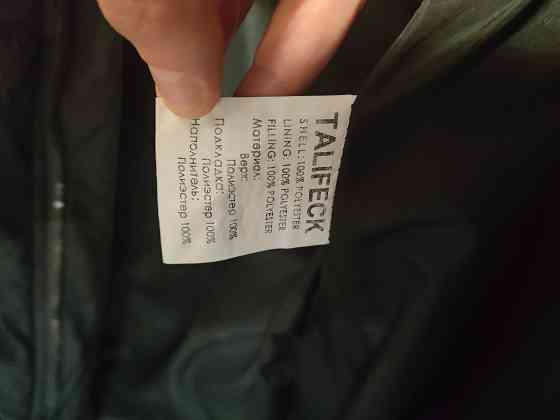 TALIFECK
SHELL: 100% POLYESTER
LINING: 100% POLYESTER
FILLING: 100% POLYESTER
Материал:
Верх:
Полиэстер 100%
Подкладка:
Полиэстер 100%
Наполнитель:
Полиэстер 100%